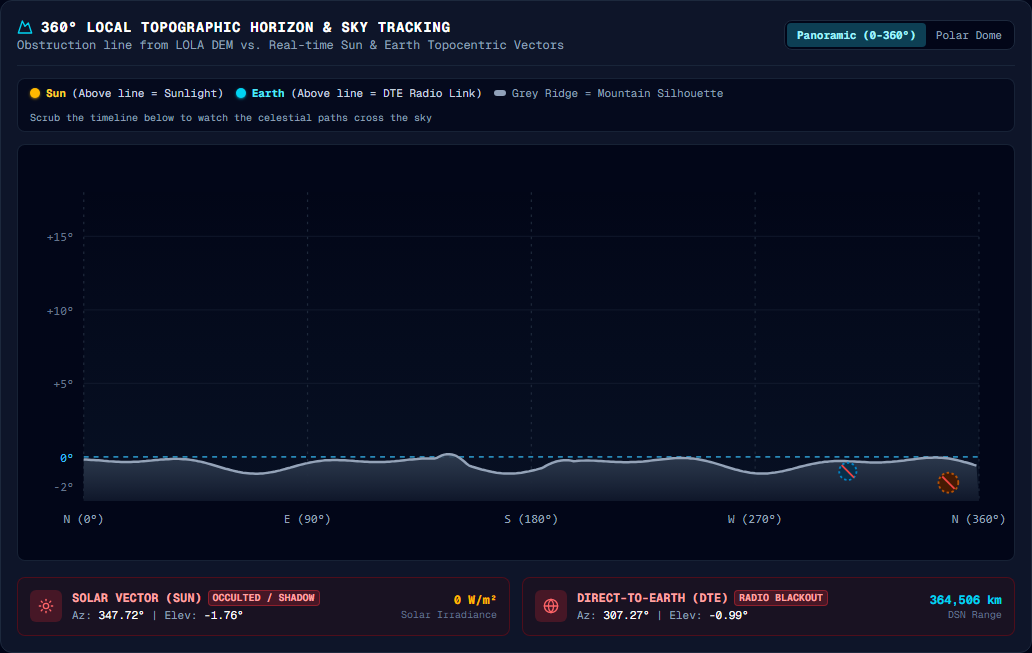 360° LOCAL TOPOGRAPHIC HORIZON & SKY TRACKING
Obstruction line from LOLA DEM vs. Real-time Sun & Earth Topocentric Vectors
Panoramic (0-360°) Polar Dome
Sun (Above line = Sunlight) Earth (Above line = DTE Radio Link) Grey Ridge = Mountain Silhouette
Scrub the timeline below to watch the celestial paths cross the sky
+15°
+10°
+5°
0°
-2°
N (0°) E (90°) S (180°) W (270°) N (360°)
SOLAR VECTOR (SUN) OCCULTED / SHADOW
Az: 347.72° | Elev: -1.76°
0 W/m²
Solar Irradiance
DIRECT-TO-EARTH (DTE) RADIO BLACKOUT
Az: 307.27° | Elev: -0.99°
364,506 km
DSN Range